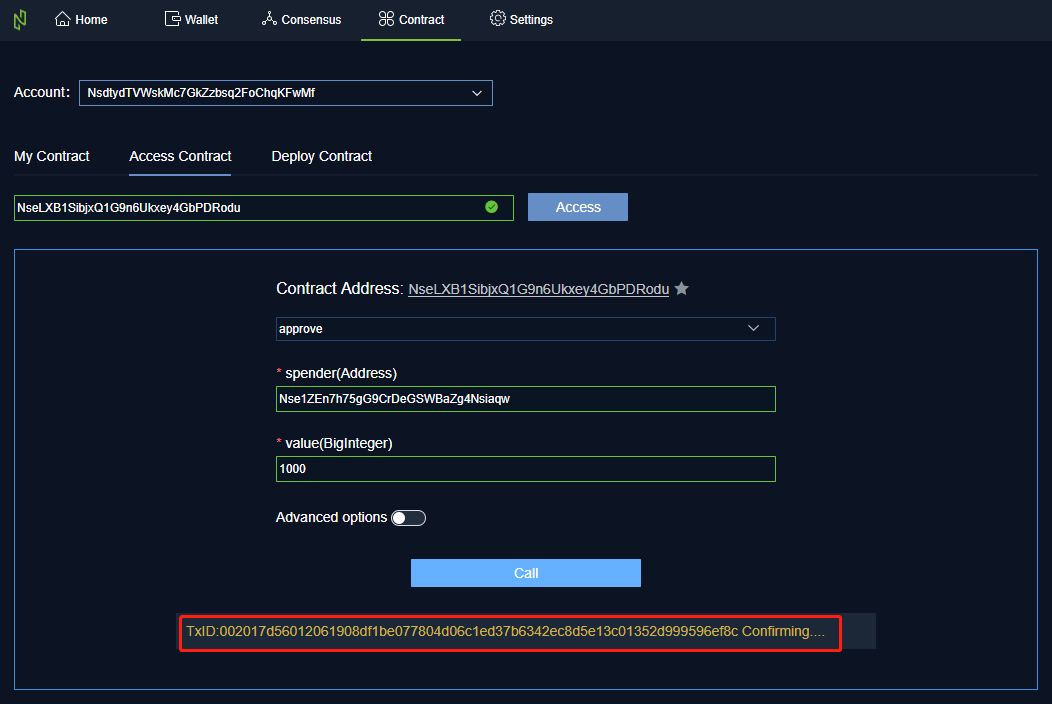 Home Wallet Consensus Contract Settings
Account: NsdtydTVWskMc7GkZzbsq2FoChqKFwMf
My Contract Access Contract Deploy Contract
NseLXB1SibjxQ1G9n6Ukxey4GbPDRodu Access
Contract Address: NseLXB1SibjxQ1G9n6Ukxey4GbPDRodu
approve
* spender(Address)
Nse1ZEn7h75gG9CrDeGSWBaZg4Nsiaqw
* value(BigInteger)
1000
Advanced options
Call
TxID:002017d56012061908df1be077804d06c1ed37b6342ec8d5e13c01352d999596ef8c Confirming....